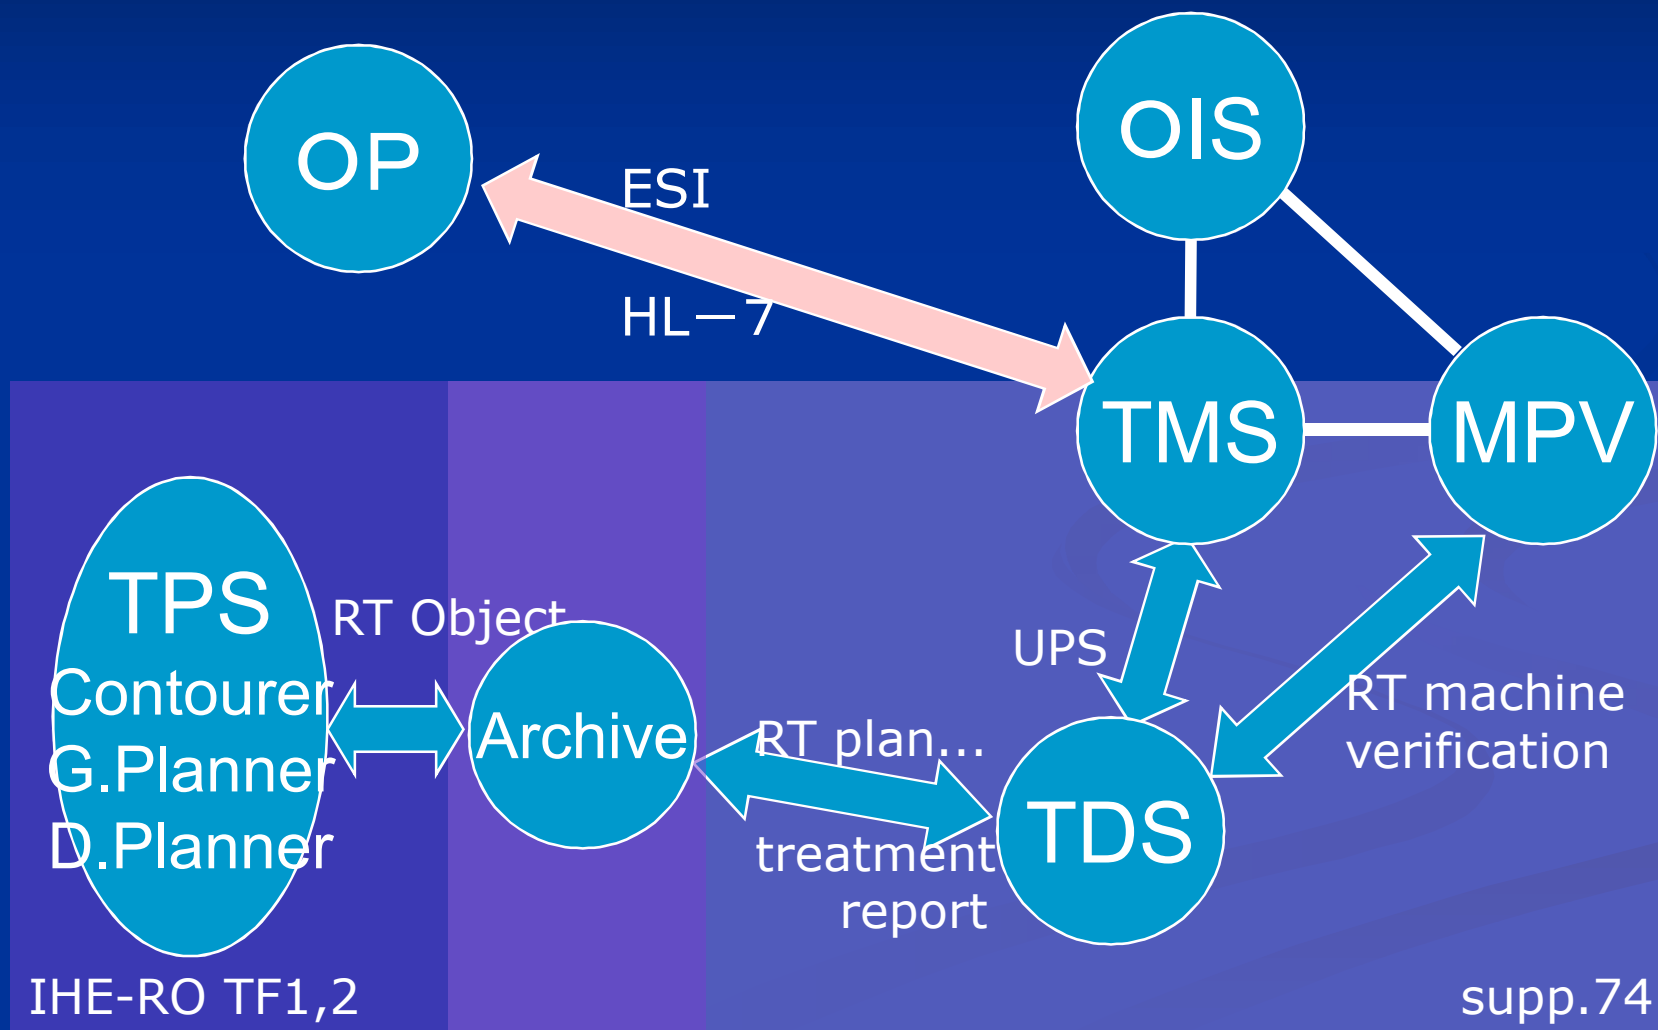 OP
OIS
ESI
HL−7
TMS
MPV
TPS
Contourer
G.Planner
D.Planner
RT Object
Archive
UPS
RT plan…
treatment
report
TDS
RT machine
verification
IHE-RO TF1,2
supp.74